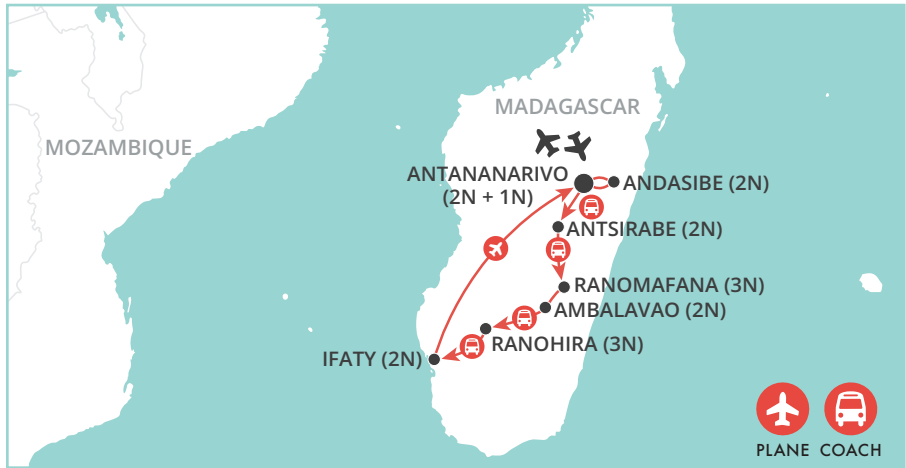 MOZAMBIQUE
MADAGASCAR
ANTANANARIVO
(2N + 1N)
ANDASIBE (2N)
ANTSIRABE (2N)
RANOMAFANA (3N)
AMBALAVAO (2N)
RANOHIRA (3N)
IFATY (2N)
PLANE COACH